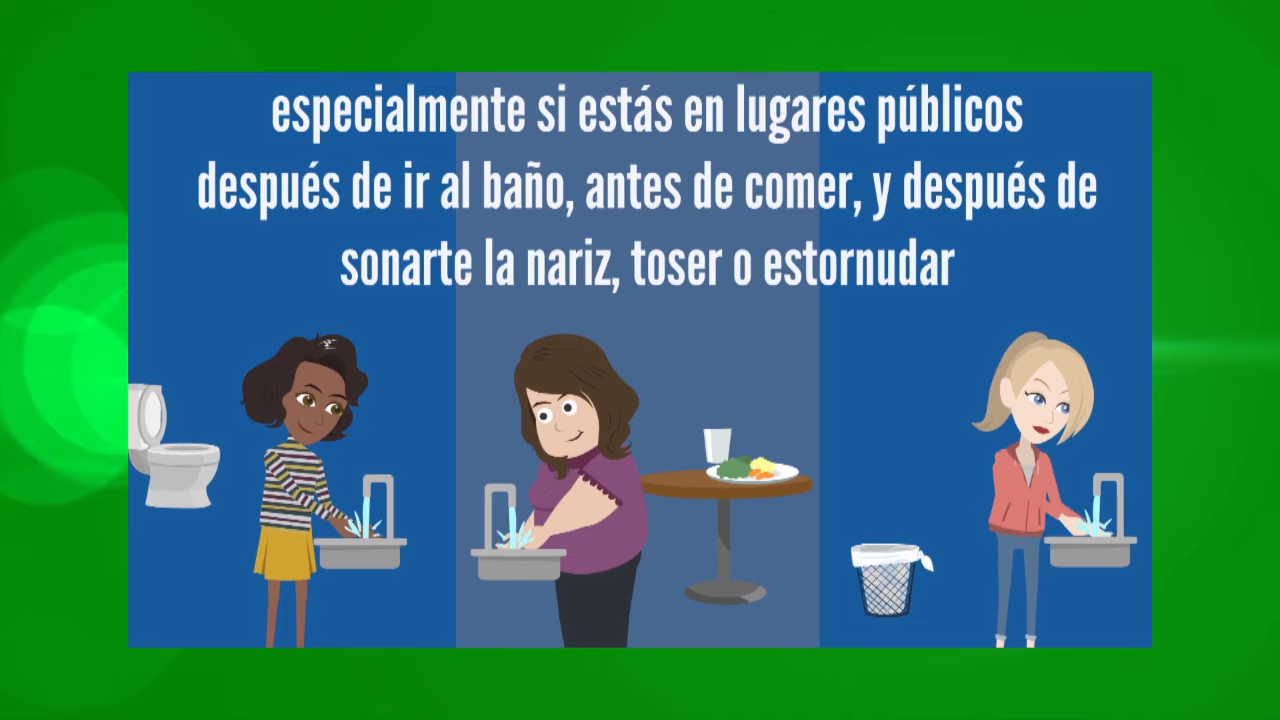 especialmente si estás en lugares públicos
después de ir al baño, antes de comer, y después de
sonarte la nariz, toser o estornudar